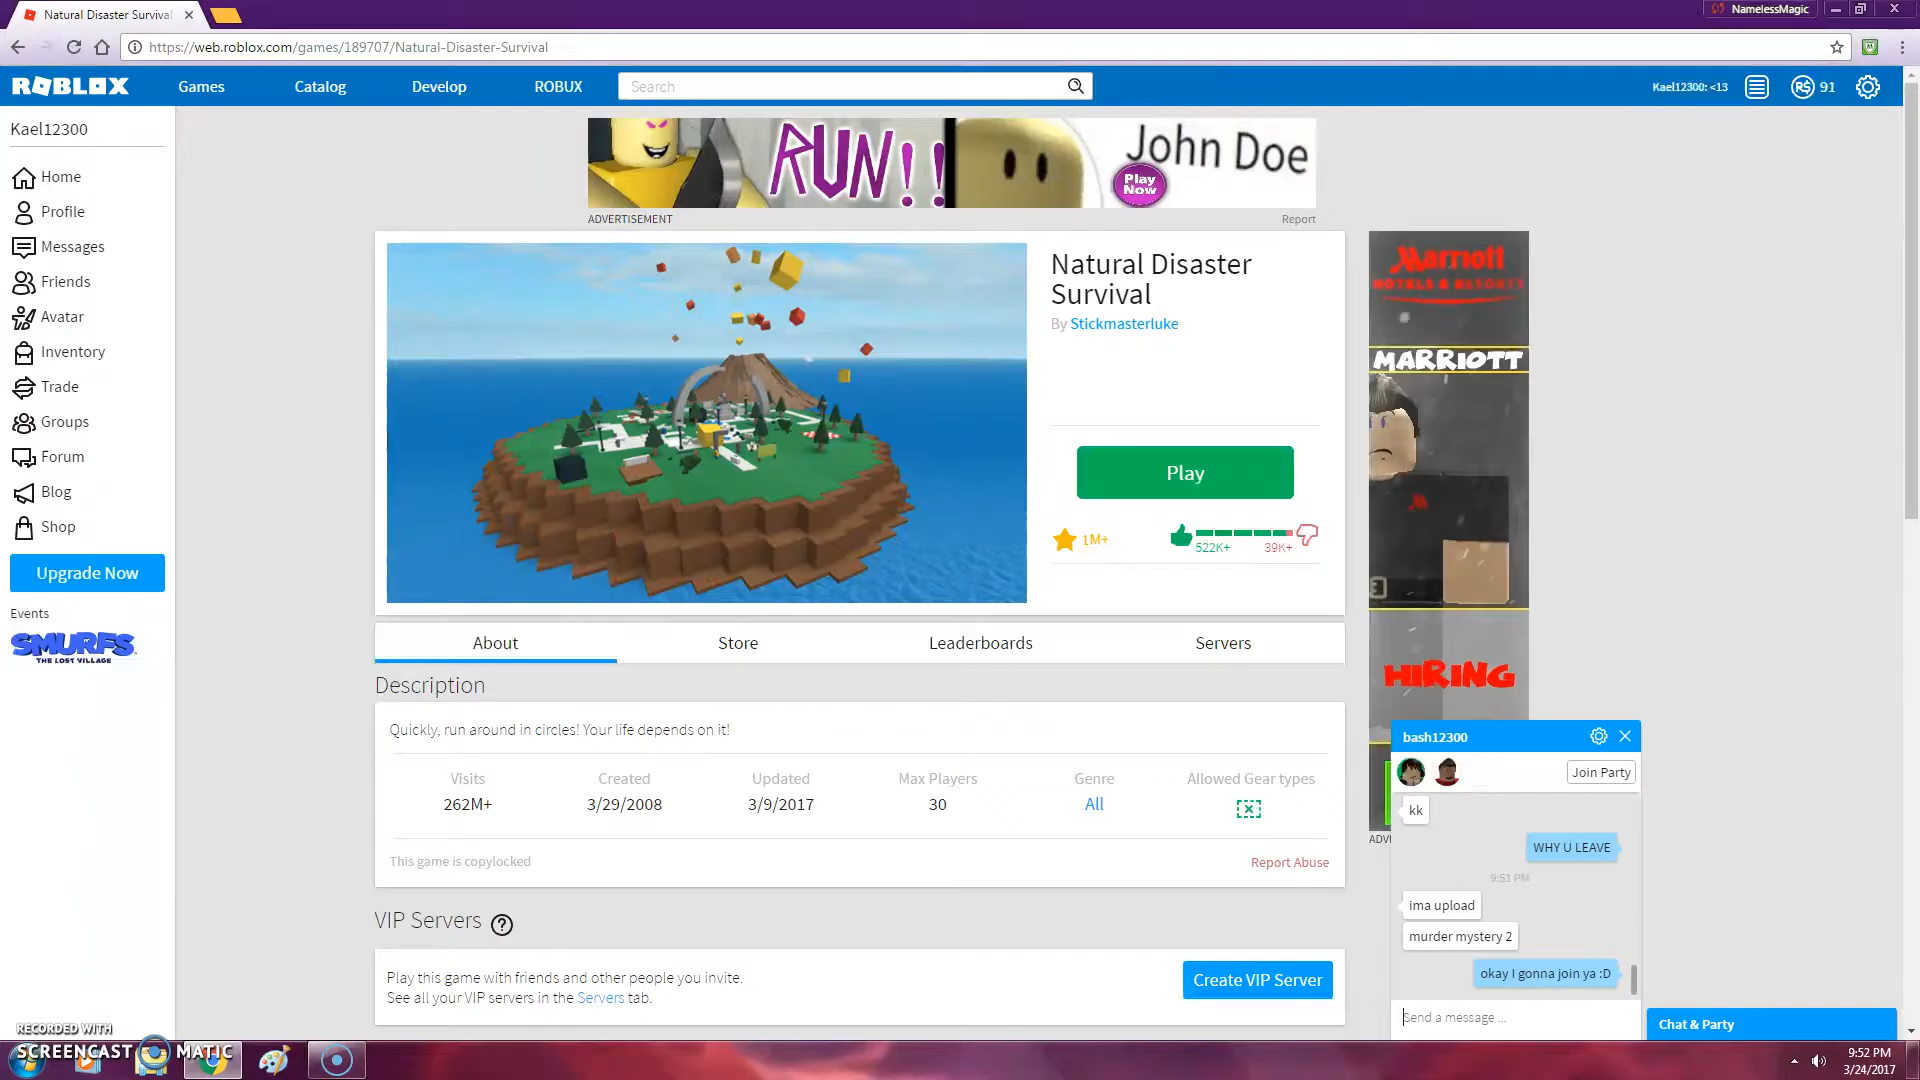 Natural Disaster Survival
NamelessMagic
https://web.roblox.com/games/189707/Natural-Disaster-Survival
ROBLOX
Games
Catalog
Develop
ROBUX
Search
Kael12300: <13
R$ 91
Kael12300
Home
Profile
Messages
Friends
Avatar
Inventory
Trade
Groups
Forum
Blog
Shop
Upgrade Now
Events
SMURFS
THE LOST VILLAGE
RUN!!
John Doe
Play
Now
ADVERTISEMENT
Report
Natural Disaster
Survival
By Stickmasterluke
Play
1M+
522K+
39K+
About
Store
Leaderboards
Servers
Description
Quickly, run around in circles! Your life depends on it!
Visits
Created
Updated
Max Players
Genre
Allowed Gear types
262M+
3/29/2008
3/9/2017
30
All
This game is copylocked
Report Abuse
VIP Servers
Play this game with friends and other people you invite.
See all your VIP servers in the Servers tab.
Create VIP Server
Marriott
HOTELS & RESORTS
MARRIOTT
HIRING
bash12300
Join Party
kk
WHY U LEAVE
9:51 PM
ima upload
murder mystery 2
okay I gonna join ya :D
Send a message ...
Chat & Party
RECORDED WITH
SCREENCAST MATIC
9:52 PM
3/24/2017